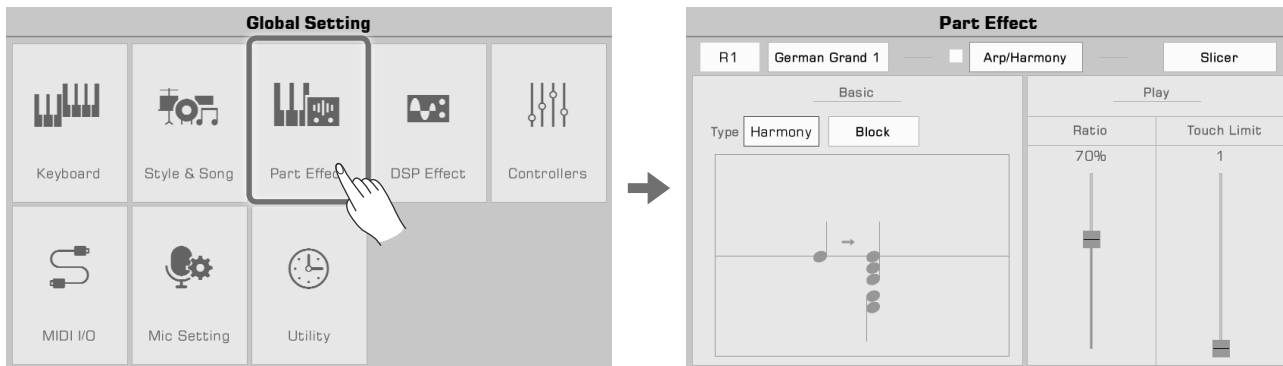 Global Setting
Keyboard
Style & Song
Part Effec
DSP Effect
Controllers
MIDI I/O
Mic Setting
Utility
Part Effect
R1
German Grand 1
Arp/Harmony
Slicer
Basic
Type
Harmony
Block
Play
Ratio
Touch Limit
70%
1